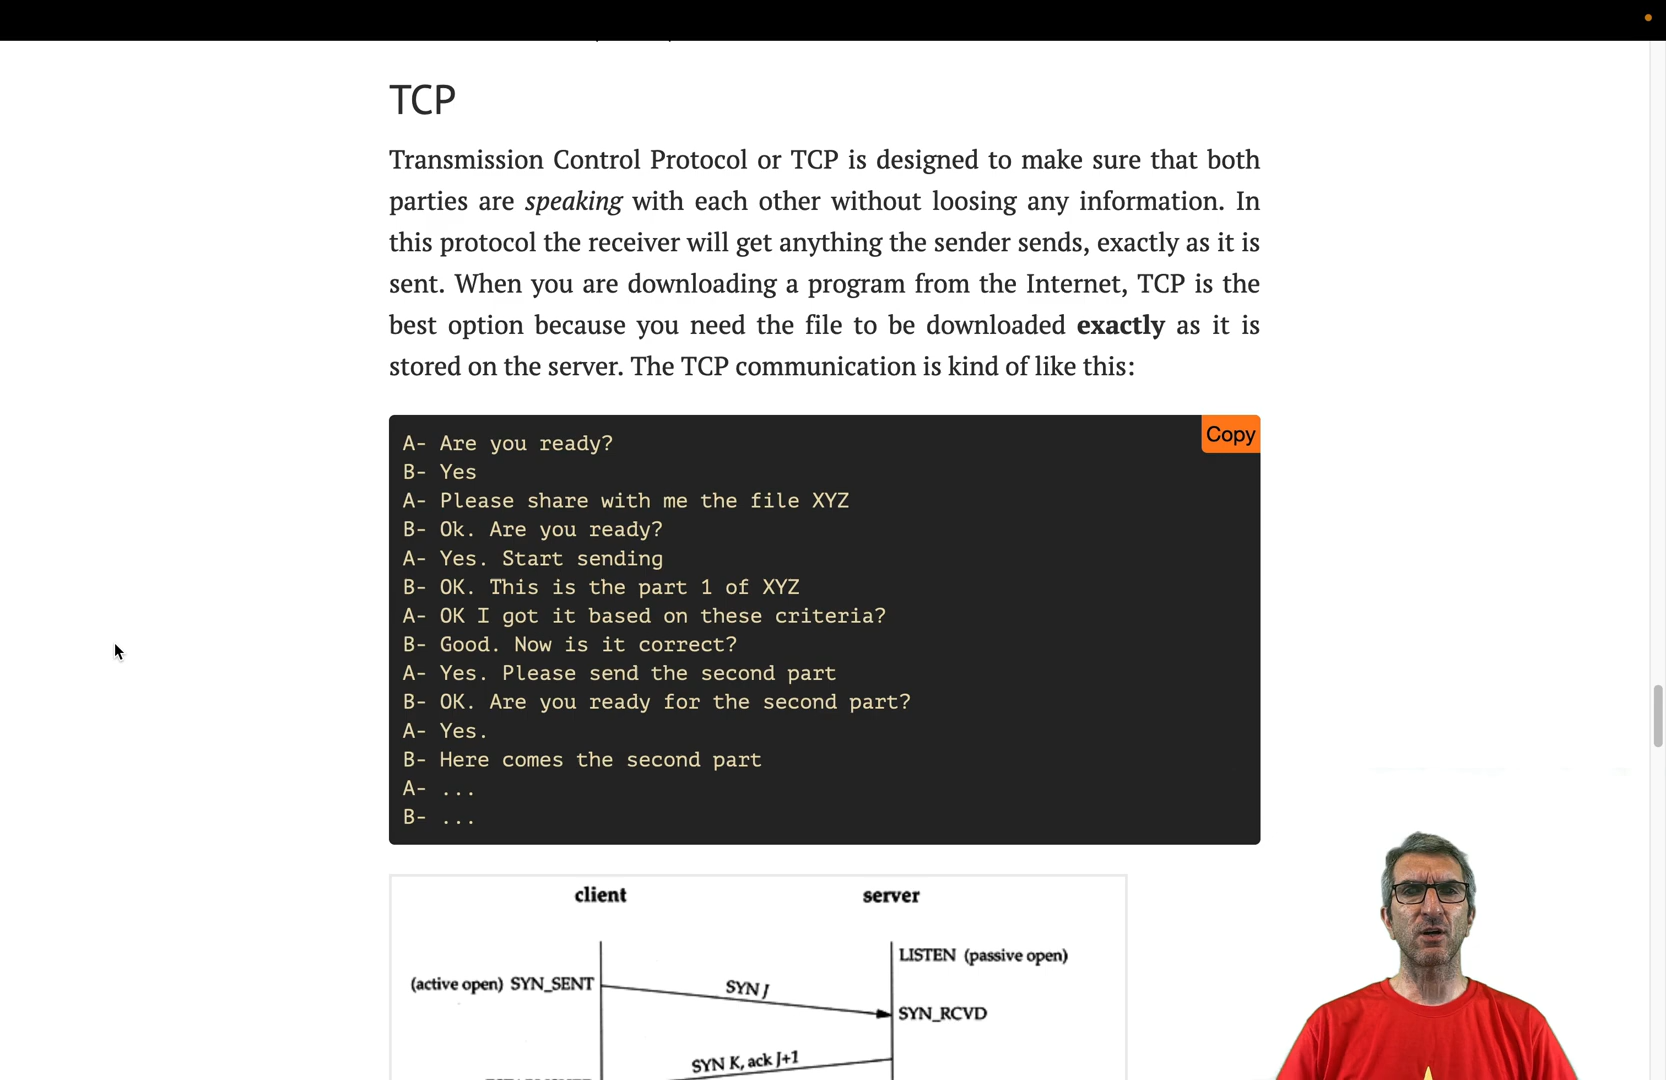 TCP
Transmission Control Protocol or TCP is designed to make sure that both
parties are speaking with each other without loosing any information. In
this protocol the receiver will get anything the sender sends, exactly as it is
sent. When you are downloading a program from the Internet, TCP is the
best option because you need the file to be downloaded exactly as it is
stored on the server. The TCP communication is kind of like this:
Copy
A- Are you ready?
B- Yes
A- Please share with me the file XYZ
B- Ok. Are you ready?
A- Yes. Start sending
B- OK. This is the part 1 of XYZ
A- OK I got it based on these criteria?
B- Good. Now is it correct?
A- Yes. Please send the second part
B- OK. Are you ready for the second part?
A- Yes.
B- Here comes the second part
A- ...
B- ...
client server
LISTEN (passive open)
(active open) SYN_SENT
SYN J
SYN_RCVD
SYN K, ack J+1